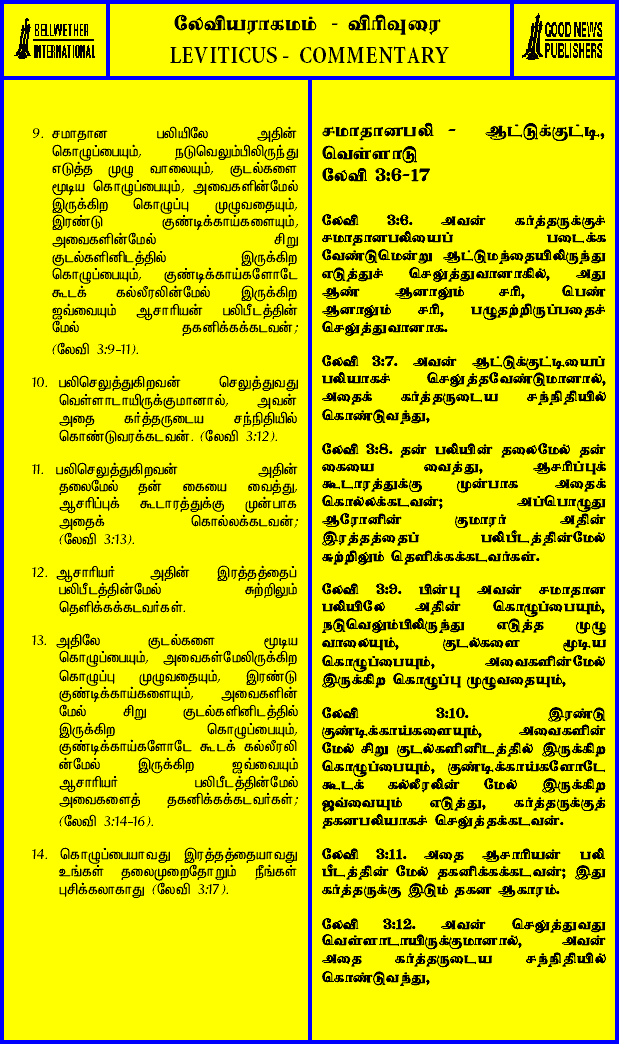 BELLWETHER
INTERNATIONAL
லேவியராகமம் - விரிவுரை
LEVITICUS - COMMENTARY
GOOD NEWS
PUBLISHERS
9. சமாதான பலியிலே அதின்
கொழுப்பையும், நடுவெலும்பிலிருந்து
எடுத்த முழு வாலையும், குடல்களை
மூடிய கொழுப்பையும், அவைகளின்மேல்
இருக்கிற கொழுப்பு முழுவதையும்,
இரண்டு குண்டிக்காய்களையும்,
அவைகளின்மேல் சிறு
குடல்களினிடத்தில் இருக்கிற
கொழுப்பையும், குண்டிக்காய்களோடே
கூடக் கல்லீரலின்மேல் இருக்கிற
ஜவ்வையும் ஆசாரியன் பலிபீடத்தின்
மேல் தகனிக்கக்கடவன்;
(லேவி 3:9-11).
10. பலிசெலுத்துகிறவன் செலுத்துவது
வெள்ளாடாயிருக்குமானால், அவன்
அதை கர்த்தருடைய சந்நிதியில்
கொண்டுவரக்கடவன். (லேவி 3:12).
11. பலிசெலுத்துகிறவன் அதின்
தலைமேல் தன் கையை வைத்து,
ஆசரிப்புக் கூடாரத்துக்கு முன்பாக
அதைக் கொல்லக்கடவன்;
(லேவி 3:13).
12. ஆசாரியர் அதின் இரத்தத்தைப்
பலிபீடத்தின்மேல் சுற்றிலும்
தெளிக்கக்கடவர்கள்.
13. அதிலே குடல்களை மூடிய
கொழுப்பையும், அவைகள்மேலிருக்கிற
கொழுப்பு முழுவதையும், இரண்டு
குண்டிக்காய்களையும், அவைகளின்
மேல் சிறு குடல்களினிடத்தில்
இருக்கிற கொழுப்பையும்,
குண்டிக்காய்களோடே கூடக் கல்லீரலி
ன்மேல் இருக்கிற ஜவ்வையும்
ஆசாரியர் பலிபீடத்தின்மேல்
அவைகளைத் தகனிக்கக்கடவர்கள்;
(லேவி 3:14-16).
14. கொழுப்பையாவது இரத்தத்தையாவது
உங்கள் தலைமுறைதோறும் நீங்கள்
புசிக்கலாகாது (லேவி 3:17).
சமாதானபலி - ஆட்டுக்குட்டி,
வெள்ளாடு
லேவி 3:6-17
லேவி 3:6. அவன் கர்த்தருக்குச்
சமாதானபலியைப் படைக்க
வேண்டுமென்று ஆட்டுமந்தையிலிருந்து
எடுத்துச் செலுத்துவானாகில், அது
ஆண் ஆனாலும் சரி, பெண்
ஆனாலும் சரி, பழுதற்றிருப்பதைச்
செலுத்துவானாக.
லேவி 3:7. அவன் ஆட்டுக்குட்டியைப்
பலியாகச் செலுத்தவேண்டுமானால்,
அதைக் கர்த்தருடைய சந்நிதியில்
கொண்டுவந்து,
லேவி 3:8. தன் பலியின் தலைமேல் தன்
கையை வைத்து, ஆசரிப்புக்
கூடாரத்துக்கு முன்பாக அதைக்
கொல்லக்கடவன்; அப்பொழுது
ஆரோனின் குமாரர் அதின்
இரத்தத்தைப் பலிபீடத்தின்மேல்
சுற்றிலும் தெளிக்கக்கடவர்கள்.
லேவி 3:9. பின்பு அவன் சமாதான
பலியிலே அதின் கொழுப்பையும்,
நடுவெலும்பிலிருந்து எடுத்த முழு
வாலையும், குடல்களை மூடிய
கொழுப்பையும், அவைகளின்மேல்
இருக்கிற கொழுப்பு முழுவதையும்,
லேவி 3:10. இரண்டு
குண்டிக்காய்களையும், அவைகளின்
மேல் சிறு குடல்களினிடத்தில் இருக்கிற
கொழுப்பையும், குண்டிக்காய்களோடே
கூடக் கல்லீரலின் மேல் இருக்கிற
ஜவ்வையும் எடுத்து, கர்த்தருக்குத்
தகனபலியாகச் செலுத்தக்கடவன்.
லேவி 3:11. அதை ஆசாரியன் பலி
பீடத்தின் மேல் தகனிக்கக்கடவன்; இது
கர்த்தருக்கு இடும் தகன ஆகாரம்.
லேவி 3:12. அவன் செலுத்துவது
வெள்ளாடாயிருக்குமானால், அவன்
அதை கர்த்தருடைய சந்நிதியில்
கொண்டுவந்து,